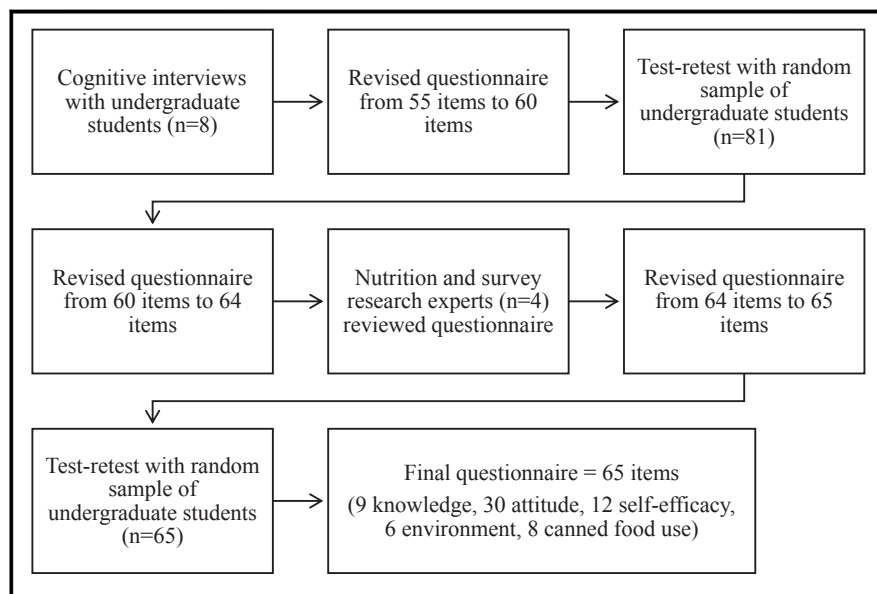 Cognitive interviews
with undergraduate
students (n=8)
Revised questionnaire
from 55 items to 60
items
Test-retest with random
sample of
undergraduate students
(n=81)
Revised questionnaire
from 60 items to 64
items
Nutrition and survey
research experts (n=4)
reviewed questionnaire
Revised questionnaire
from 64 items to 65
items
Test-retest with random
sample of
undergraduate students
(n=65)
Final questionnaire = 65 items
(9 knowledge, 30 attitude, 12 self-efficacy,
6 environment, 8 canned food use)